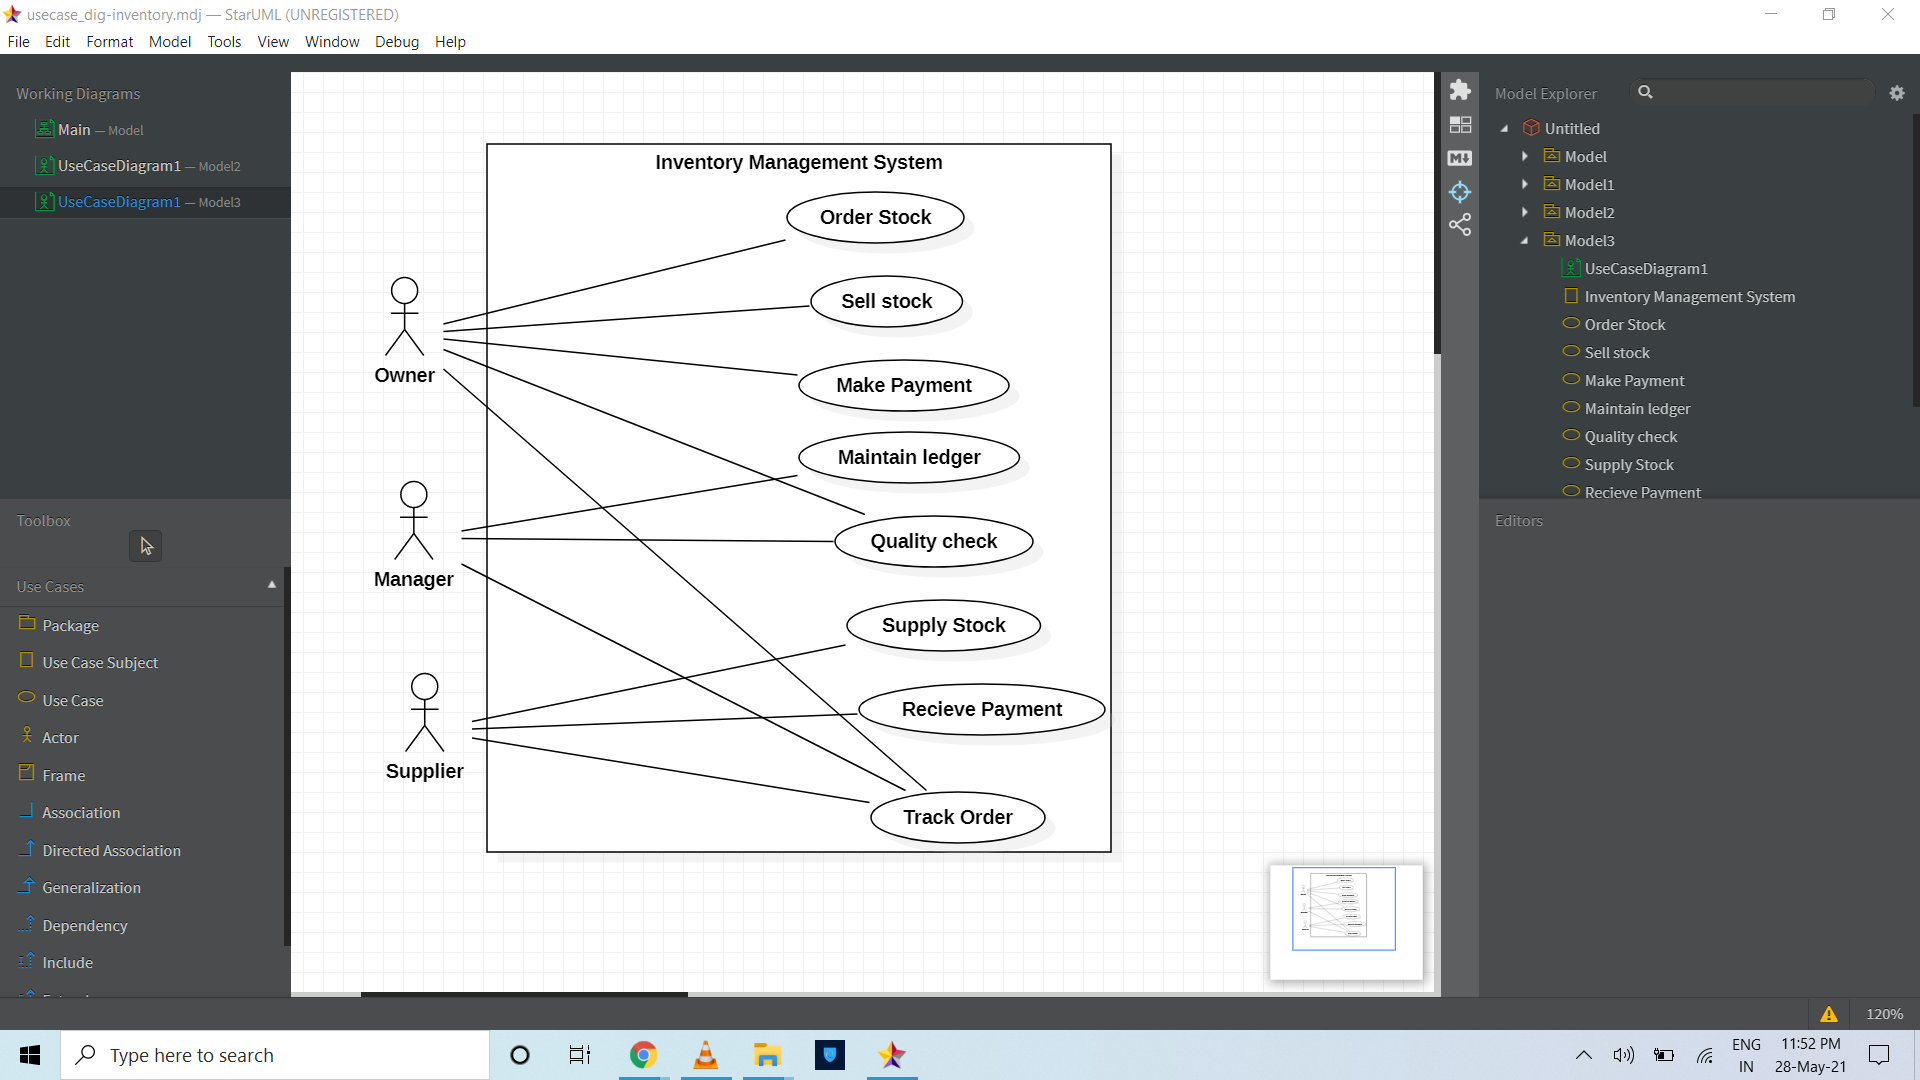 usecase_dig-inventory.mdj — StarUML (UNREGISTERED)
File Edit Format Model Tools View Window Debug Help
Working Diagrams
Main — Model
UseCaseDiagram1 — Model2
UseCaseDiagram1 — Model3
Toolbox
Use Cases
Package
Use Case Subject
Use Case
Actor
Frame
Association
Directed Association
Generalization
Dependency
Include
Inventory Management System
Order Stock
Sell stock
Make Payment
Maintain ledger
Quality check
Supply Stock
Recieve Payment
Track Order
Owner
Manager
Supplier
Model Explorer
Untitled
Model
Model1
Model2
Model3
UseCaseDiagram1
Inventory Management System
Order Stock
Sell stock
Make Payment
Maintain ledger
Quality check
Supply Stock
Recieve Payment
Editors
120%
Type here to search
ENG
IN
11:52 PM
28-May-21